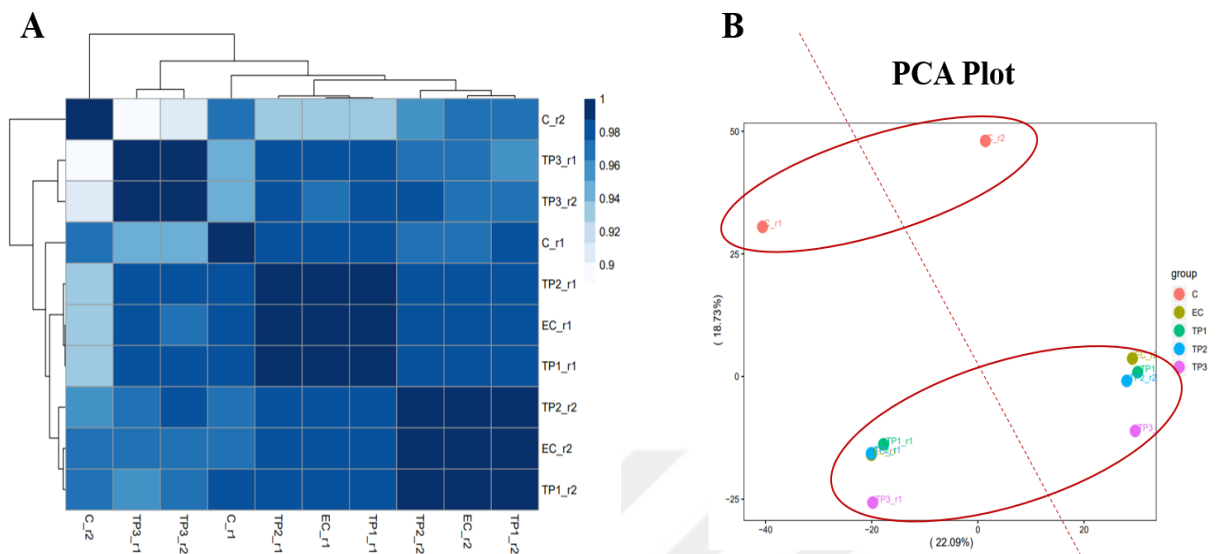 A
B
PCA Plot
1
0.98
0.96
0.94
0.92
0.9
C_r2
TP3_r1
TP3_r2
C_r1
TP2_r1
EC_r1
TP1_r1
TP2_r2
EC_r2
TP1_r2
C_r2
TP3_r1
TP3_r2
C_r1
TP2_r1
EC_r1
TP1_r1
TP2_r2
EC_r2
TP1_r2
50
25
0
−25
−40
−20
0
20
( 22.09%)
( 18.73%)
C_r2
C_r1
TP1
TP3
TP1_r1
TP3_r1
group
C
EC
TP1
TP2
TP3